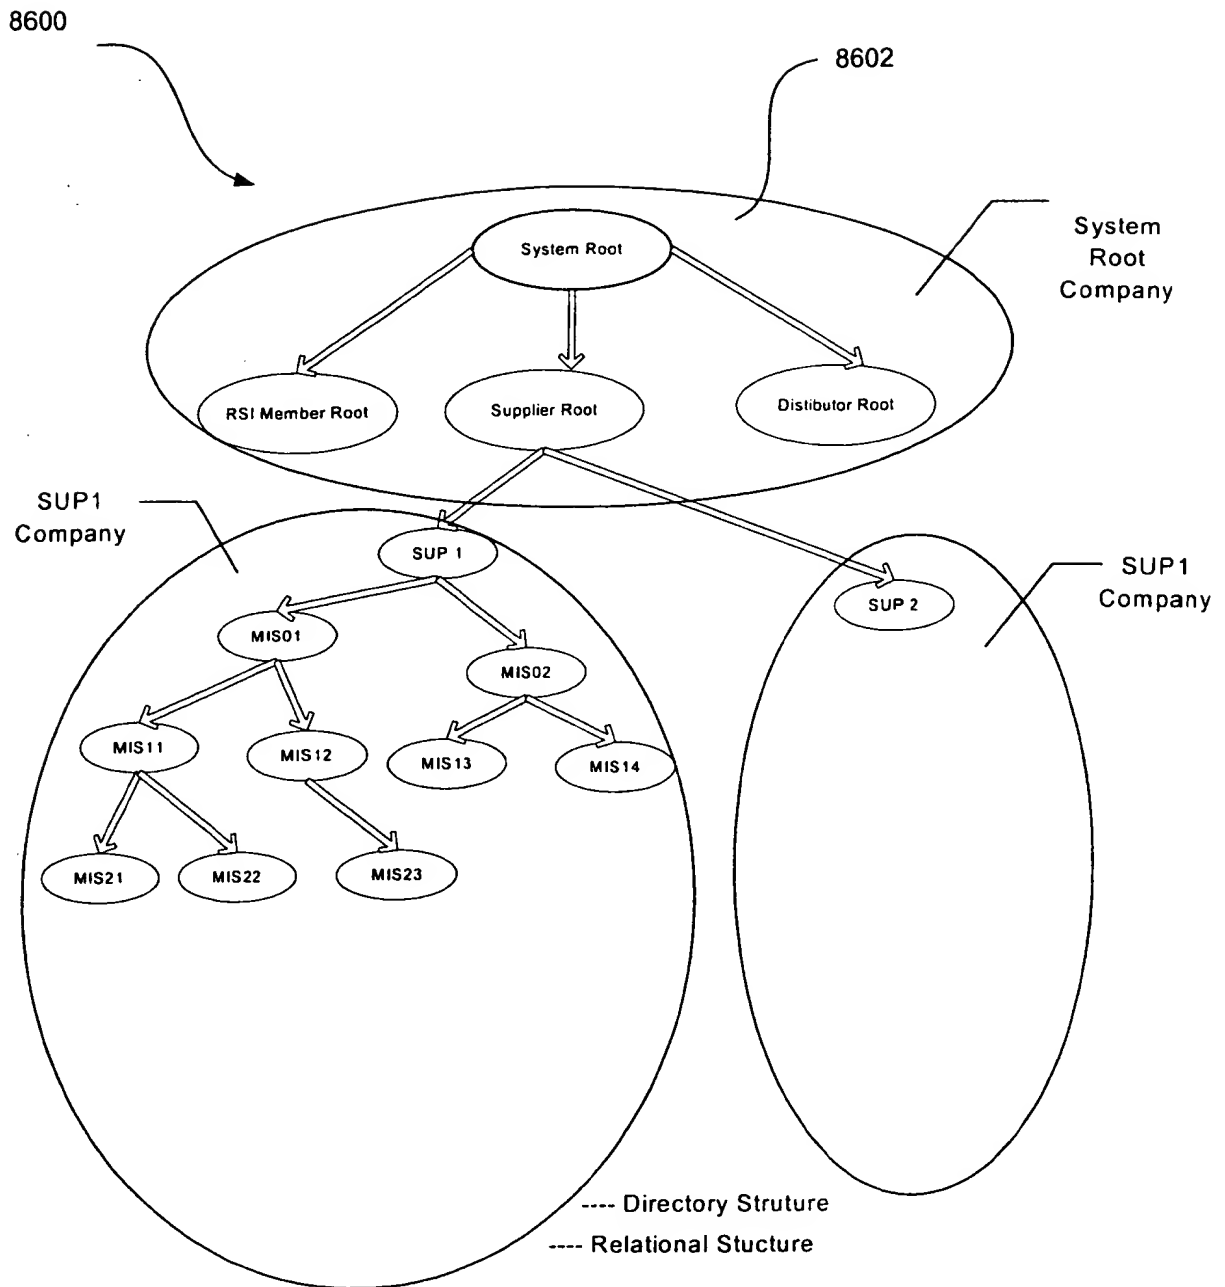 8600
8602
System Root
System
Root
Company
RSI Member Root
Supplier Root
Distibutor Root
SUP1
Company
SUP 1
SUP1
Company
SUP 2
MIS01
MIS02
MIS11
MIS12
MIS13
MIS14
MIS21
MIS22
MIS23
---- Directory Struture
---- Relational Stucture